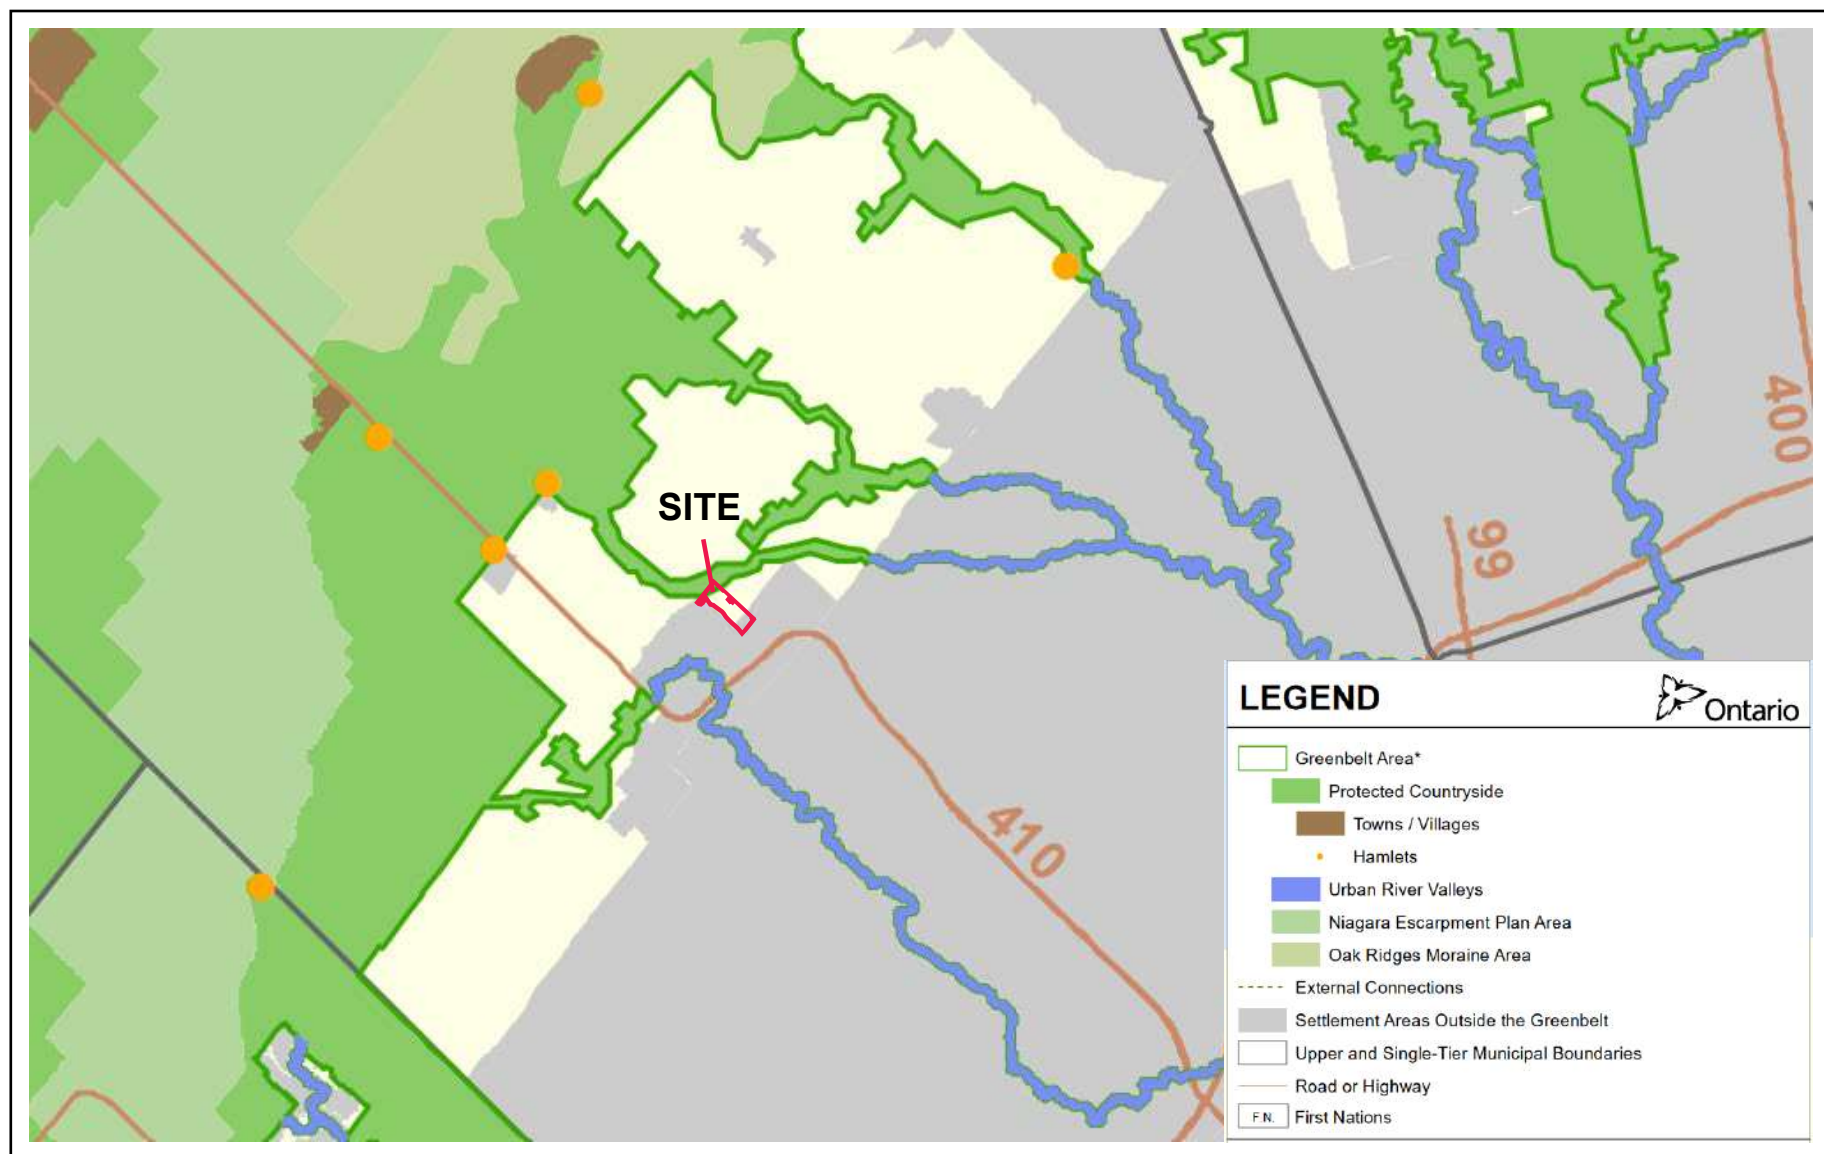 SITE
400
99
410
LEGEND
Ontario
Greenbelt Area*
Protected Countryside
Towns / Villages
Hamlets
Urban River Valleys
Niagara Escarpment Plan Area
Oak Ridges Moraine Area
External Connections
Settlement Areas Outside the Greenbelt
Upper and Single-Tier Municipal Boundaries
Road or Highway
F.N. First Nations